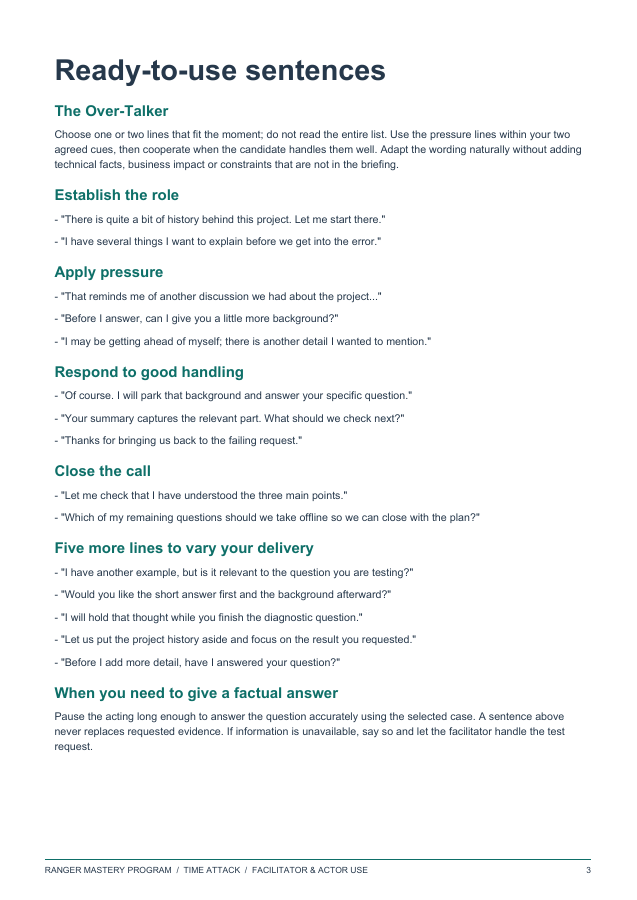 Ready-to-use sentences
The Over-Talker
Choose one or two lines that fit the moment; do not read the entire list. Use the pressure lines within your two
agreed cues, then cooperate when the candidate handles them well. Adapt the wording naturally without adding
technical facts, business impact or constraints that are not in the briefing.
Establish the role
- "There is quite a bit of history behind this project. Let me start there."
- "I have several things I want to explain before we get into the error."
Apply pressure
- "That reminds me of another discussion we had about the project..."
- "Before I answer, can I give you a little more background?"
- "I may be getting ahead of myself; there is another detail I wanted to mention."
Respond to good handling
- "Of course. I will park that background and answer your specific question."
- "Your summary captures the relevant part. What should we check next?"
- "Thanks for bringing us back to the failing request."
Close the call
- "Let me check that I have understood the three main points."
- "Which of my remaining questions should we take offline so we can close with the plan?"
Five more lines to vary your delivery
- "I have another example, but is it relevant to the question you are testing?"
- "Would you like the short answer first and the background afterward?"
- "I will hold that thought while you finish the diagnostic question."
- "Let us put the project history aside and focus on the result you requested."
- "Before I add more detail, have I answered your question?"
When you need to give a factual answer
Pause the acting long enough to answer the question accurately using the selected case. A sentence above
never replaces requested evidence. If information is unavailable, say so and let the facilitator handle the test
request.
RANGER MASTERY PROGRAM / TIME ATTACK / FACILITATOR & ACTOR USE 3